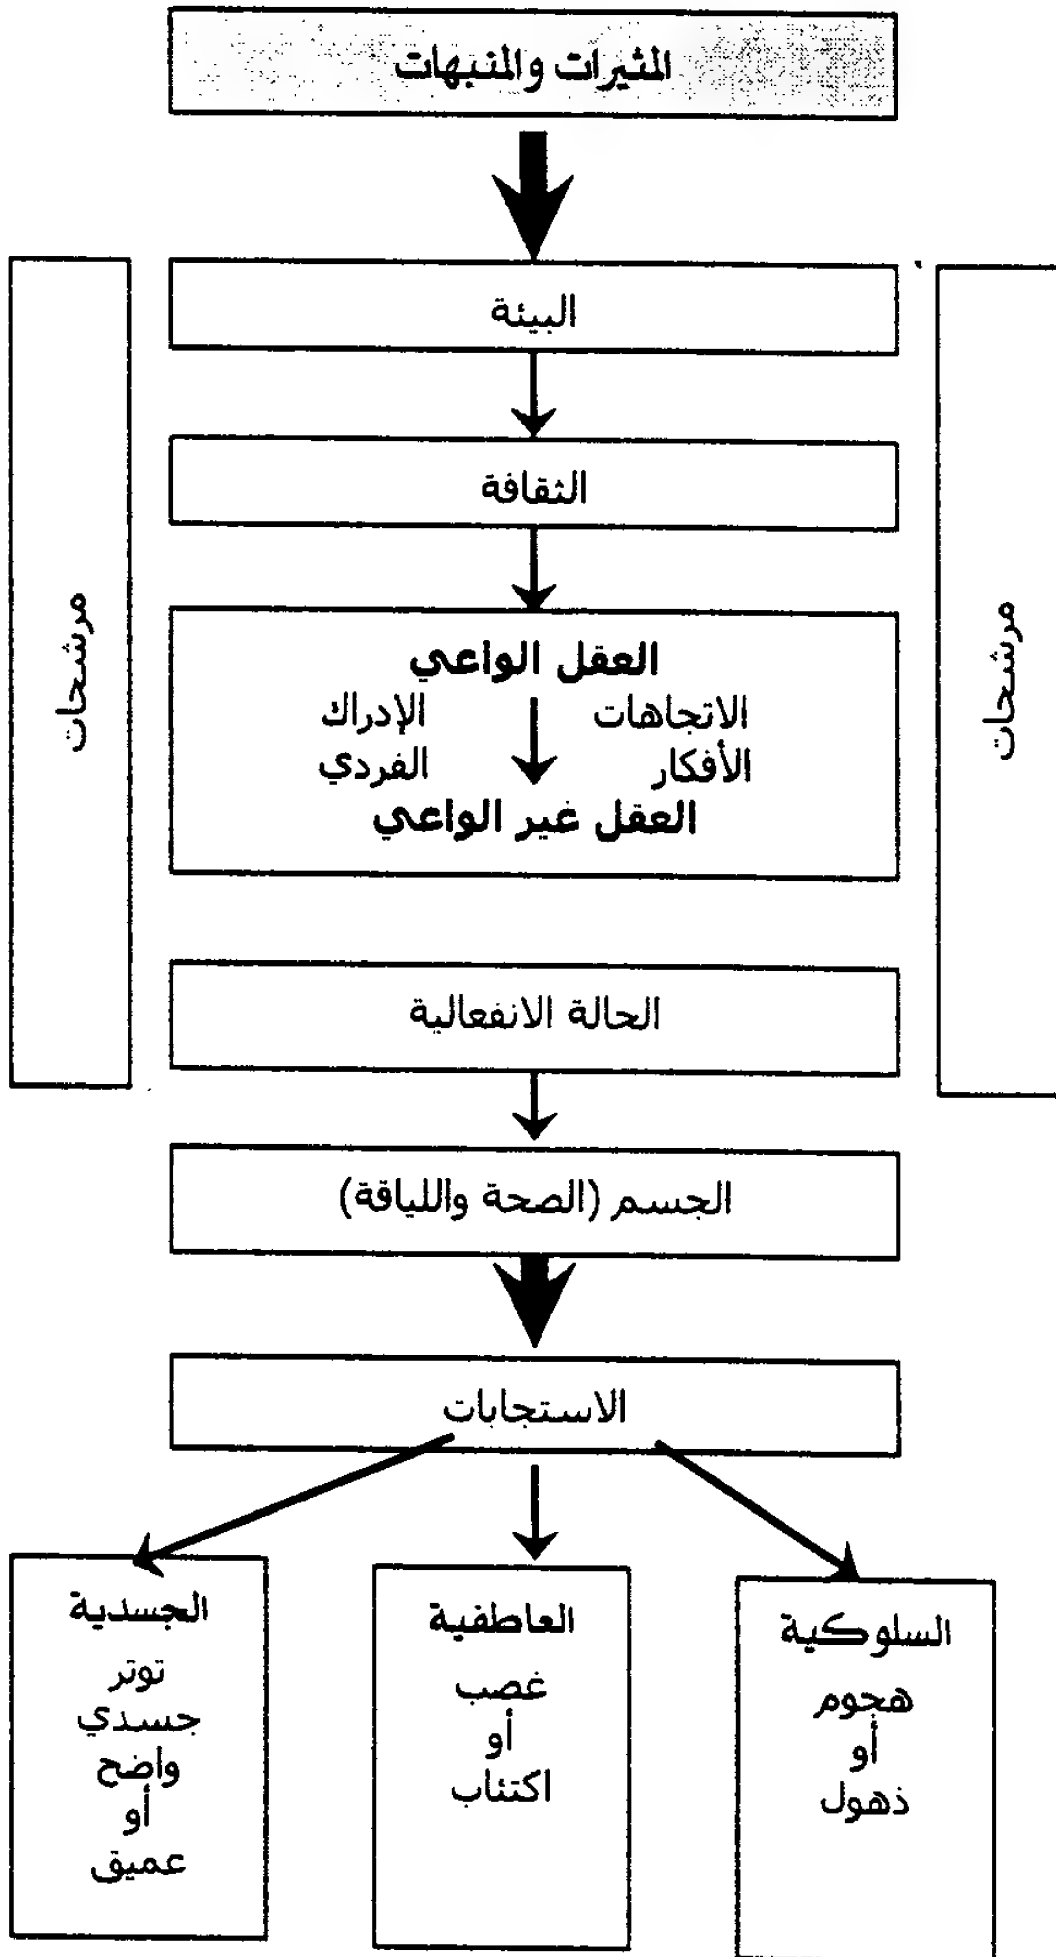 المثيرات والمنبهات
البيئة
الثقافة
مرشحات
مرشحات
العقل الواعي
الاتجاهات الإدراك
الأفكار الفردي
العقل غير الواعي
الحالة الانفعالية
الجسم (الصحة واللياقة)
الاستجابات
السلوكية
هجوم
أو
ذهول
العاطفية
غصب
أو
اكتئاب
الجسدية
توتر
جسدي
واضح
أو
عميق